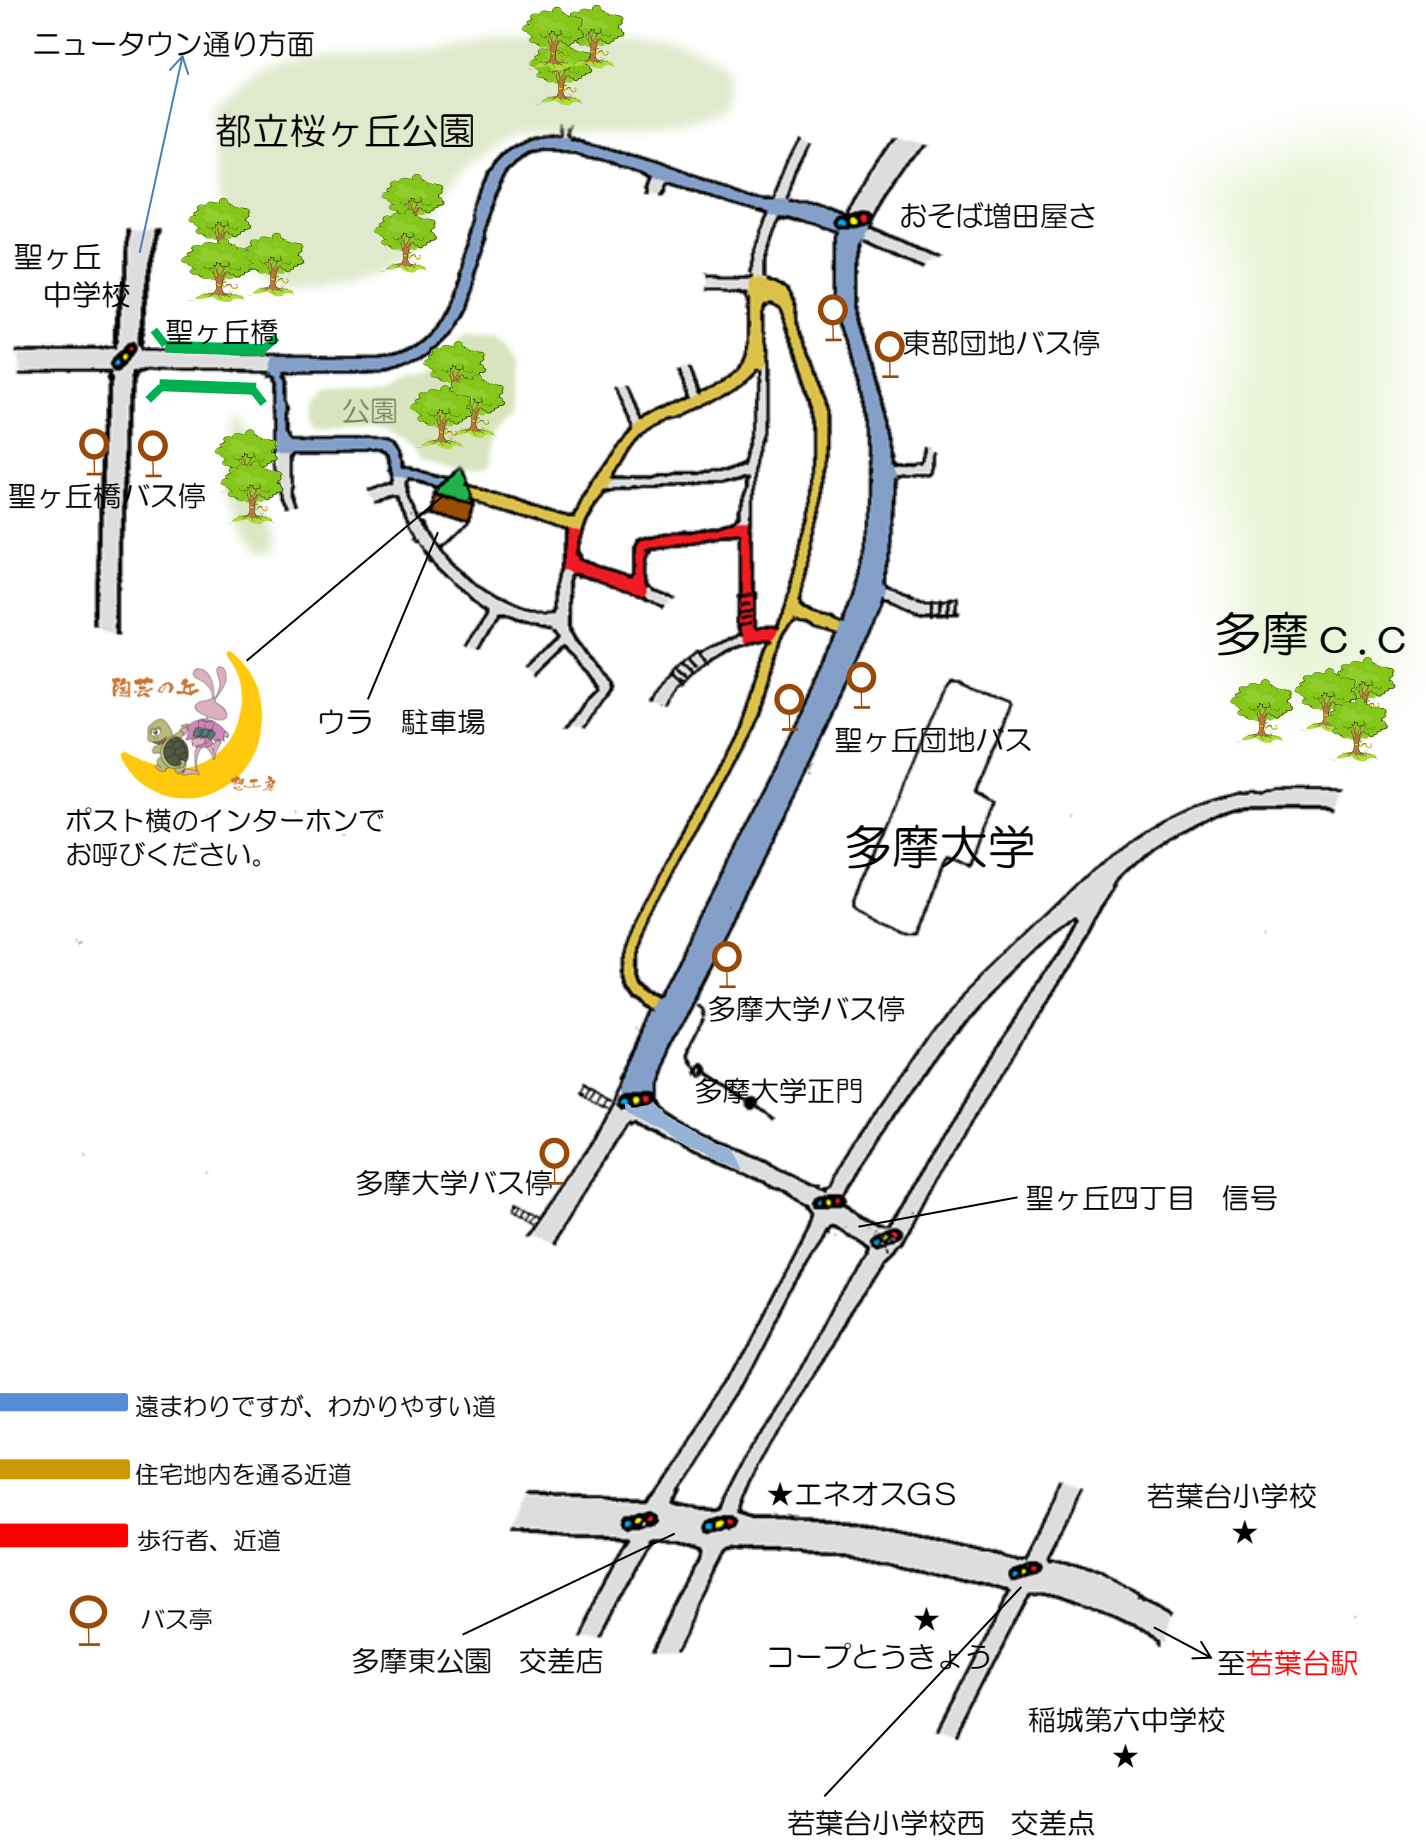 ニュータウン通り方面
都立桜ヶ丘公園
おそば増田屋さ
聖ヶ丘
中学校
聖ヶ丘橋
東部団地バス停
公園
聖ヶ丘橋バス停
多摩c.c
陶芸の丘
ウラ 駐車場
聖ヶ丘団地バス
悠工房
ポスト横のインターホンで
お呼びください。
多摩大学
多摩大学バス停
多摩大学正門
多摩大学バス停
聖ヶ丘四丁目 信号
遠まわりですが、わかりやすい道
住宅地内を通る近道
歩行者、近道
バス亭
★エネオスGS
若葉台小学校
★
多摩東公園 交差店
★
コープとうきょう
至若葉台駅
稲城第六中学校
★
若葉台小学校西 交差点